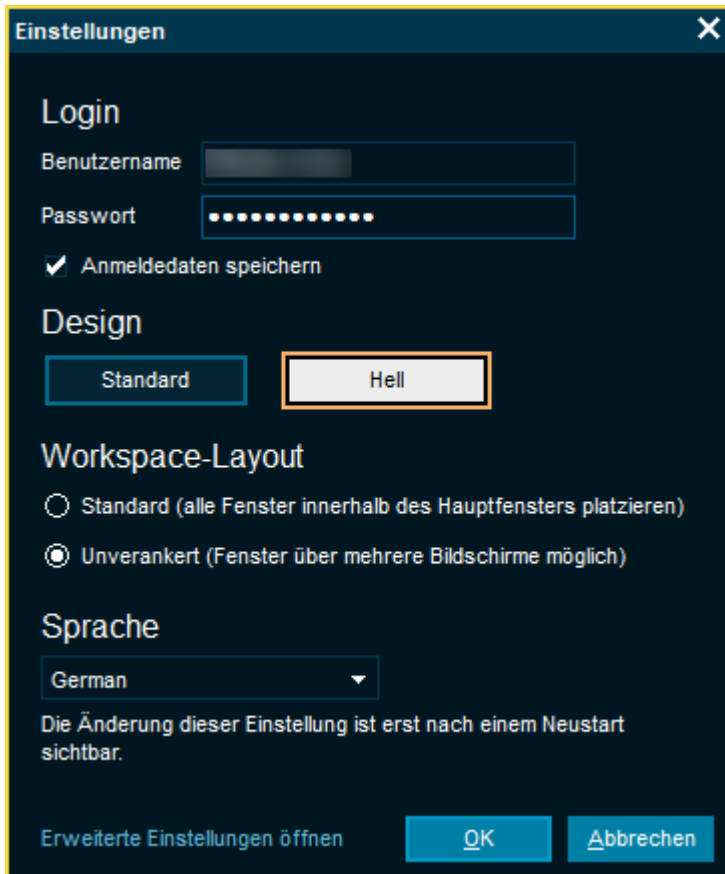 Einstellungen
Login
Benutzername
Passwort
Anmeldedaten speichern
Design
Standard Hell
Workspace-Layout
Standard (alle Fenster innerhalb des Hauptfensters platzieren)
Unverankert (Fenster über mehrere Bildschirme möglich)
Sprache
German
Die Änderung dieser Einstellung ist erst nach einem Neustart
sichtbar.
Erweiterte Einstellungen öffnen OK Abbrechen